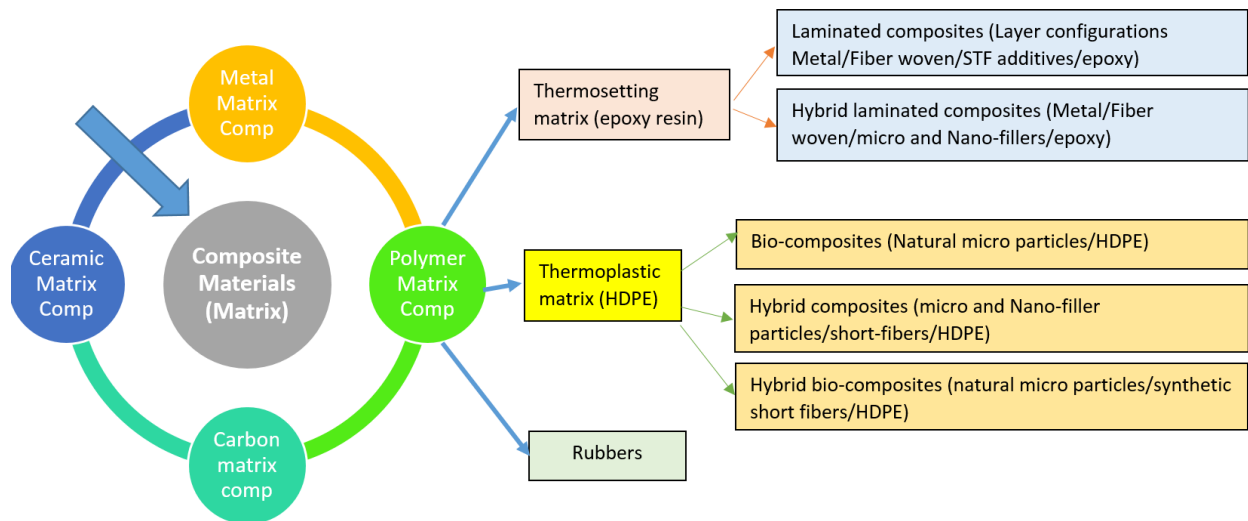 Metal
Matrix
Comp
Ceramic
Matrix
Comp
Composite
Materials
(Matrix)
Polymer
Matrix
Comp
Carbon
matrix
comp
Thermosetting
matrix (epoxy resin)
Laminated composites (Layer configurations
Metal/Fiber woven/STF additives/epoxy)
Hybrid laminated composites (Metal/Fiber
woven/micro and Nano-fillers/epoxy)
Thermoplastic
matrix (HDPE)
Bio-composites (Natural micro particles/HDPE)
Hybrid composites (micro and Nano-filler
particles/short-fibers/HDPE)
Hybrid bio-composites (natural micro particles/synthetic
short fibers/HDPE)
Rubbers